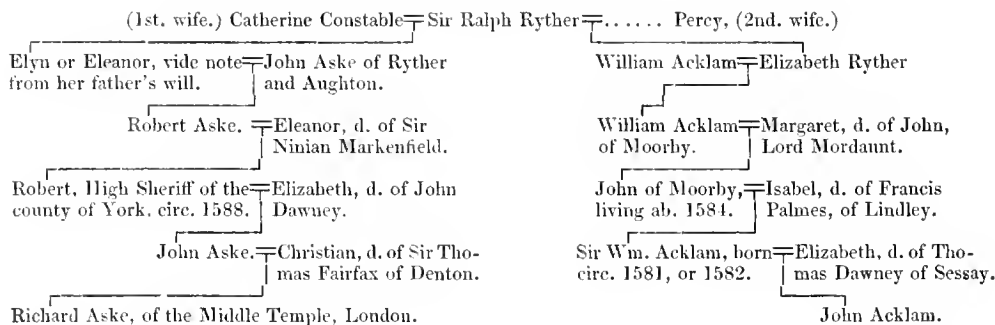 (1st. wife.) Catherine Constable Sir Ralph Ryther ...... Percy, (2nd. wife.)
Elyn or Eleanor, vide note John Aske of Ryther
from her father's will. and Aughton.
William Acklam Elizabeth Ryther
Robert Aske. Eleanor, d. of Sir
Ninian Markenfield.
William Acklam Margaret, d. of John,
of Moorby. Lord Mordaunt.
Robert, High Sheriff of the Elizabeth, d. of John
county of York, circ. 1588. Dawney.
John of Moorby, Isabel, d. of Francis
living ab. 1584. Palmes, of Lindley.
John Aske. Christian, d. of Sir Tho-
mas Fairfax of Denton.
Sir Wm. Acklam, born Elizabeth, d. of Tho-
circ. 1581, or 1582. mas Dawney of Sessay.
Richard Aske, of the Middle Temple, London.
John Acklam.